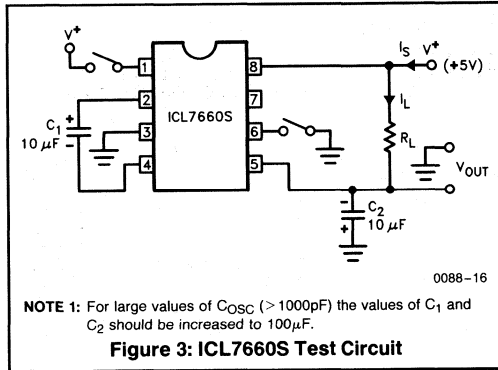 V+
IS V+
(+5V)
1
8
2
7
ICL7660S
IL
C1
10 µF
+
−
3
6
RL
4
5
VOUT
−
+
C2
10 µF
0088–16
NOTE 1: For large values of COSC (>1000pF) the values of C1 and
C2 should be increased to 100µF.
Figure 3: ICL7660S Test Circuit